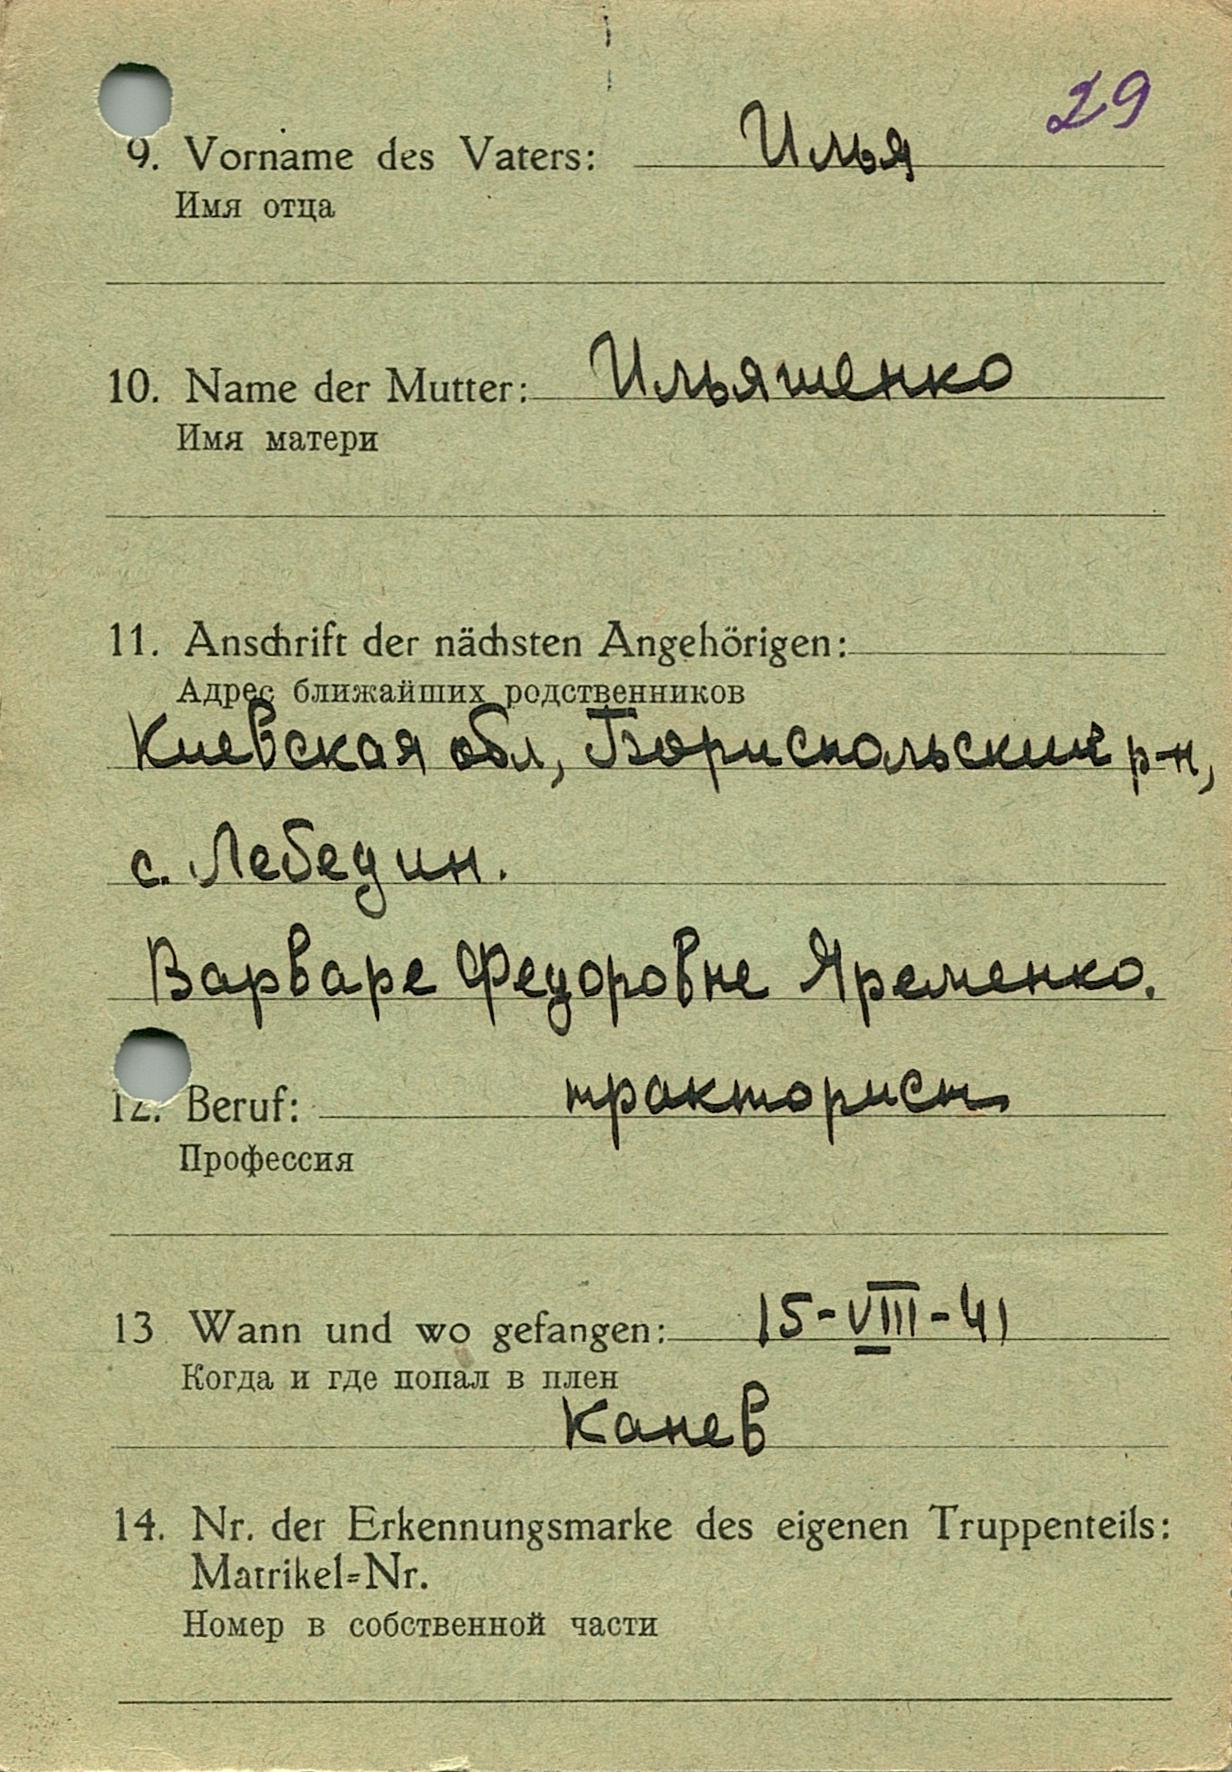 29
9. Vorname des Vaters: Илья
Имя отца
10. Name der Mutter: Ильяшенко
Имя матери
11. Anschrift der nächsten Angehörigen:
Адрес ближайших родственников
Киевская обл, Бориспольский р-н,
с. Лебедин.
Варваре Федоровне Яременко.
12. Beruf: тракторист
Профессия
13 Wann und wo gefangen: 15-VIII-41
Когда и где попал в плен
Канев
14. Nr. der Erkennungsmarke des eigenen Truppenteils:
Matrikel=Nr.
Номер в собственной части